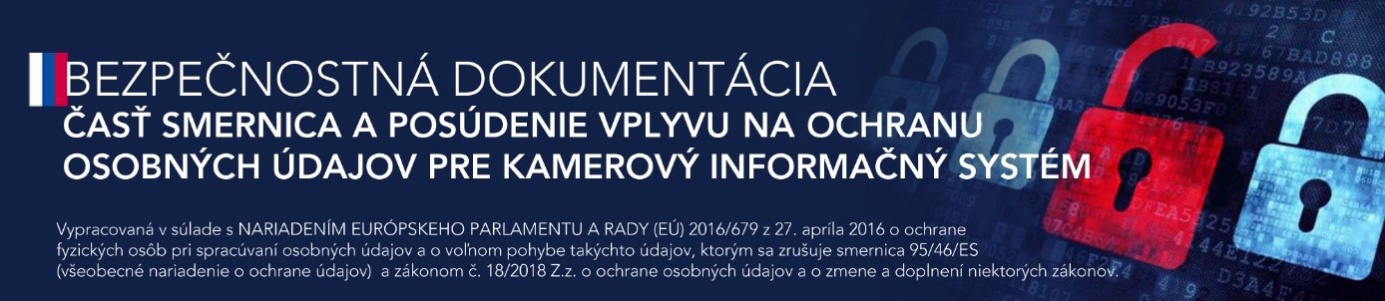 BEZPEČNOSTNÁ DOKUMENTÁCIA
ČASŤ SMERNICA A POSÚDENIE VPLYVU NA OCHRANU
OSOBNÝCH ÚDAJOV PRE KAMEROVÝ INFORMAČNÝ SYSTÉM
Vypracovaná v súlade s NARIADENÍM EURÓPSKEHO PARLAMENTU A RADY (EÚ) 2016/679 z 27. apríla 2016 o ochrane
fyzických osôb pri spracúvaní osobných údajov a o voľnom pohybe takýchto údajov, ktorým sa zrušuje smernica 95/46/ES
(všeobecné nariadenie o ochrane údajov) a zákonom č. 18/2018 Z.z. o ochrane osobných údajov a o zmene a doplnení niektorých zákonov.